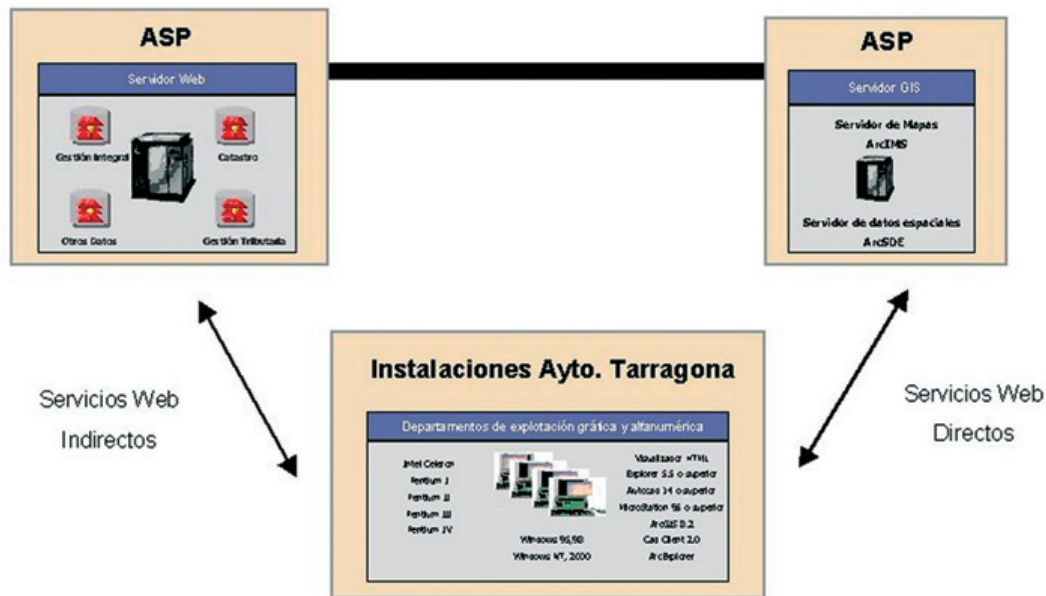 ASP
Servidor Web
Gestión Integral
Catastro
Otros Datos
Gestión Tributada
ASP
Servidor GIS
Servidor de Mapas
ArcIMS
Servidor de datos espaciales
ArcSDE
Servicios Web
Indirectos
Servicios Web
Directos
Instalaciones Ayto. Tarragona
Departamentos de explotación gráfica y alfanumérica
Intel Celeron
Pentium I
Pentium II
Pentium III
Pentium IV
Windows 95,98
Windows NT, 2000
Visualizador HTML
Explorer 5.5 o superior
Autocad 14 o superior
MicroStation 95 o superior
ArcGIS 8.2
Cad Client 2.0
ArcExplorer